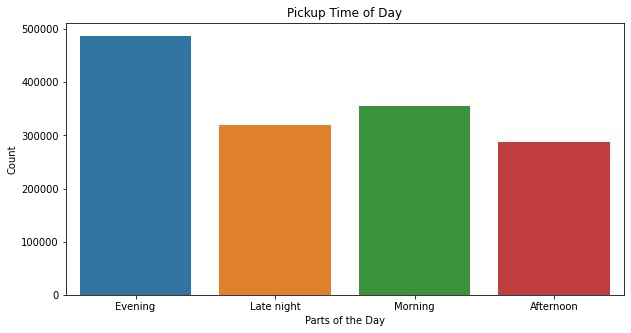 Pickup Time of Day
500000
400000
300000
200000
100000
0
Count
Evening Late night Morning Afternoon
Parts of the Day